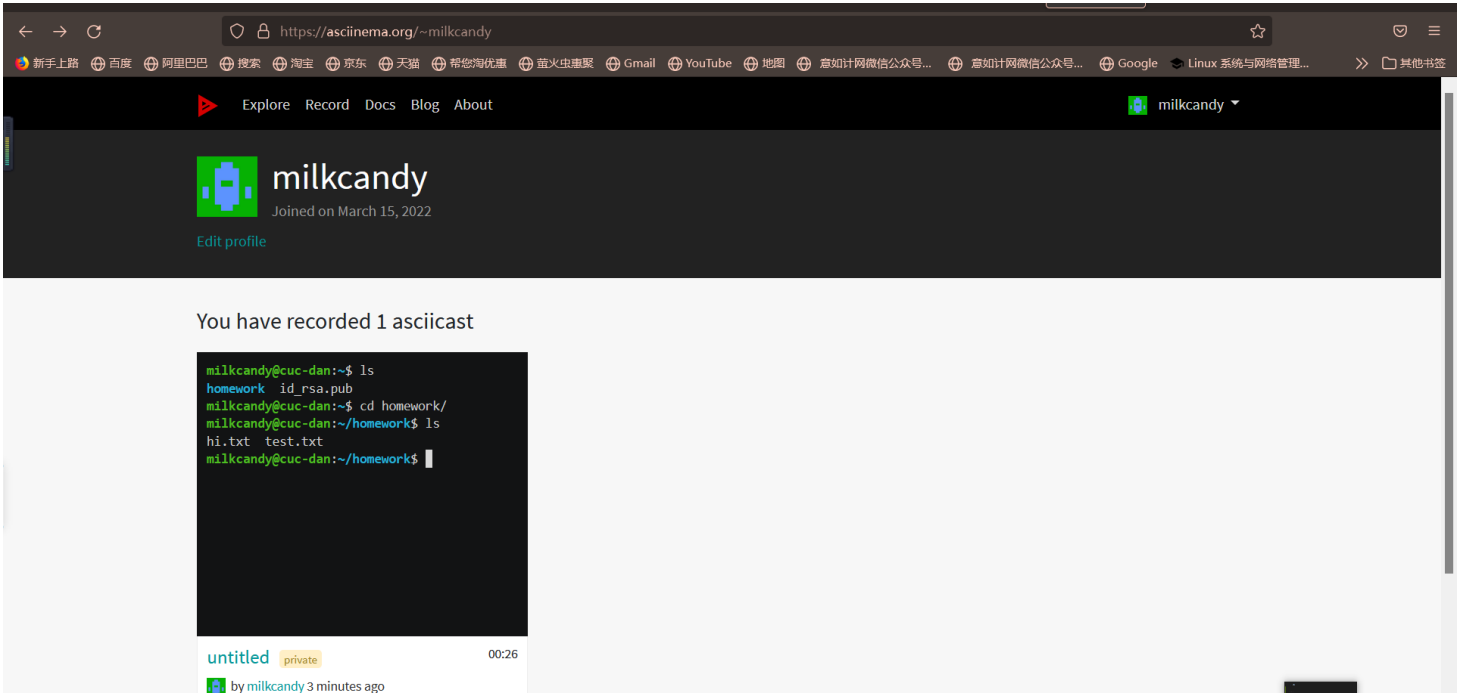 https://asciinema.org/~milkcandy
新手上路 百度 阿里巴巴 搜索 淘宝 京东 天猫 帮您淘优惠 萤火虫惠聚 Gmail YouTube 地图 意如计网微信公众号... 意如计网微信公众号... Google Linux 系统与网络管理... 其他书签
Explore Record Docs Blog About milkcandy
milkcandy
Joined on March 15, 2022
Edit profile
You have recorded 1 asciicast
milkcandy@cuc-dan:~$ ls
homework id_rsa.pub
milkcandy@cuc-dan:~$ cd homework/
milkcandy@cuc-dan:~/homework$ ls
hi.txt test.txt
milkcandy@cuc-dan:~/homework$
untitled private 00:26
by milkcandy 3 minutes ago